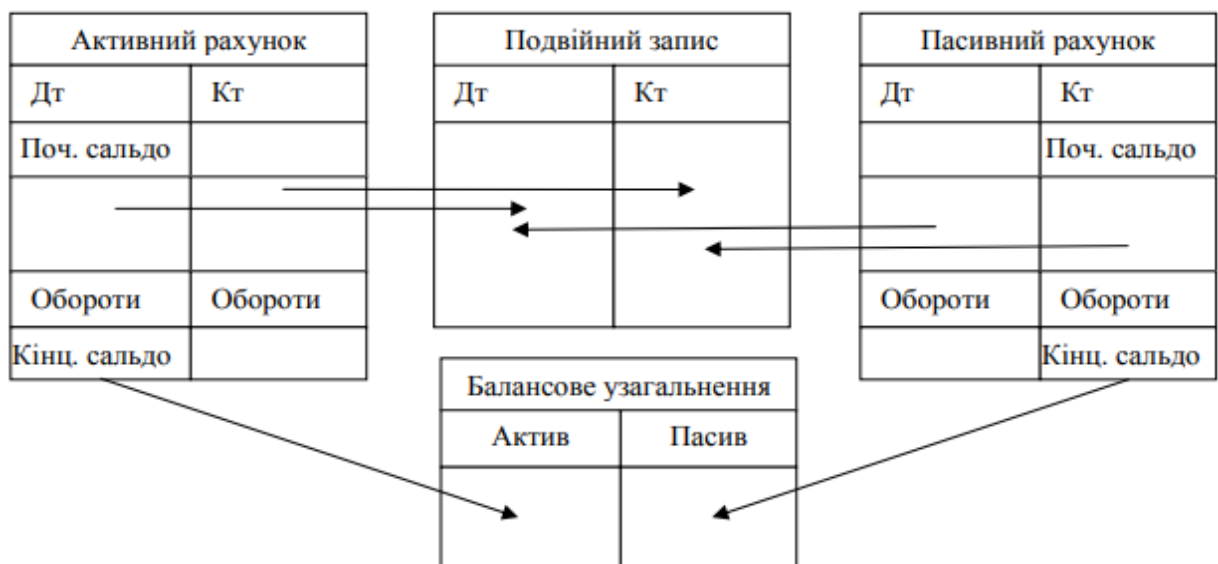 Активний рахунок
Подвійний запис
Пасивний рахунок
Дт
Кт
Дт
Кт
Дт
Кт
Поч. сальдо
Поч. сальдо
Обороти
Обороти
Обороти
Обороти
Кінц. сальдо
Кінц. сальдо
Балансове узагальнення
Актив
Пасив